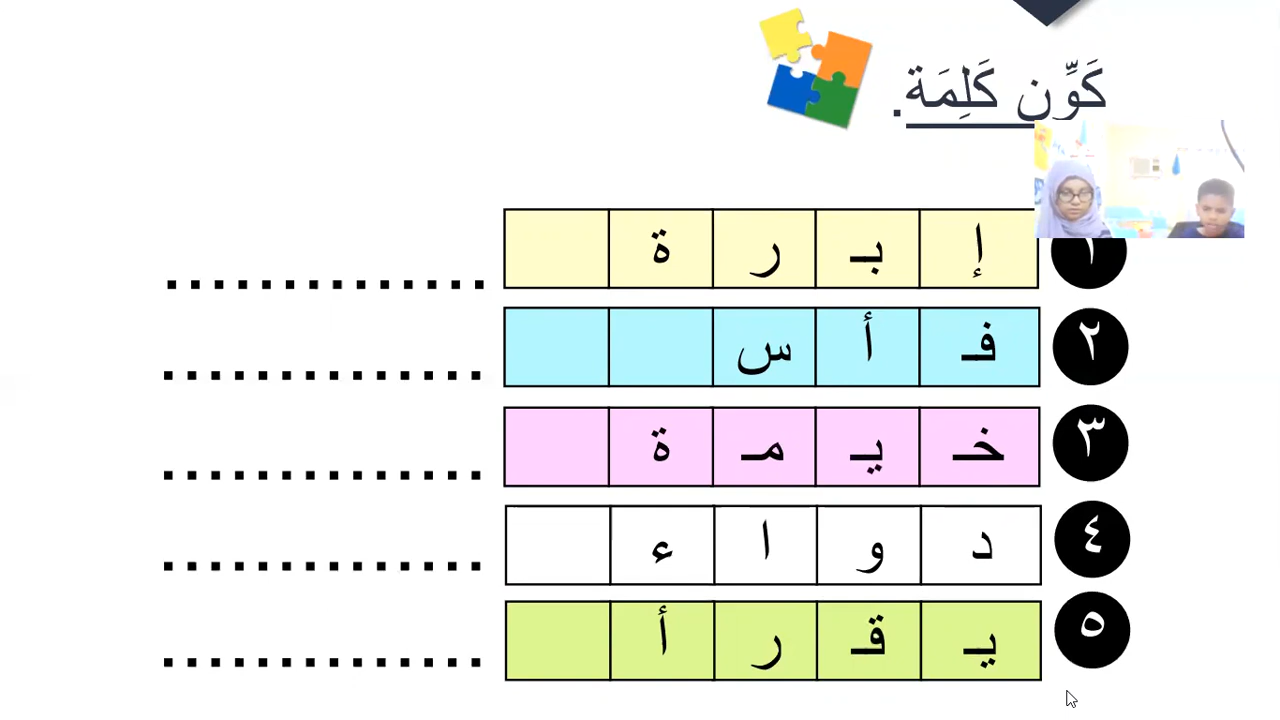 كَوِّن كَلِمَة.
١ إ بـ ر ة .............
٢ فـ أ س .............
٣ خـ يـ مـ ة .............
٤ د و ا ء .............
٥ يـ قـ ر أ .............